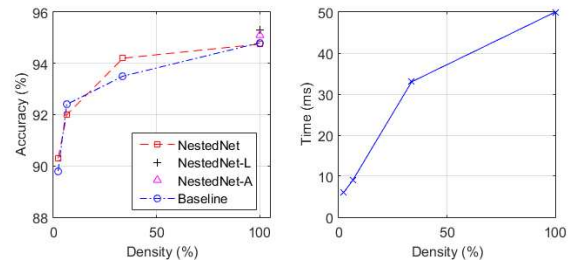 96
94
92
90
88
Accuracy (%)
NestedNet
NestedNet-L
NestedNet-A
Baseline
0 50 100
Density (%)
50
40
30
20
10
0
Time (ms)
0 50 100
Density (%)